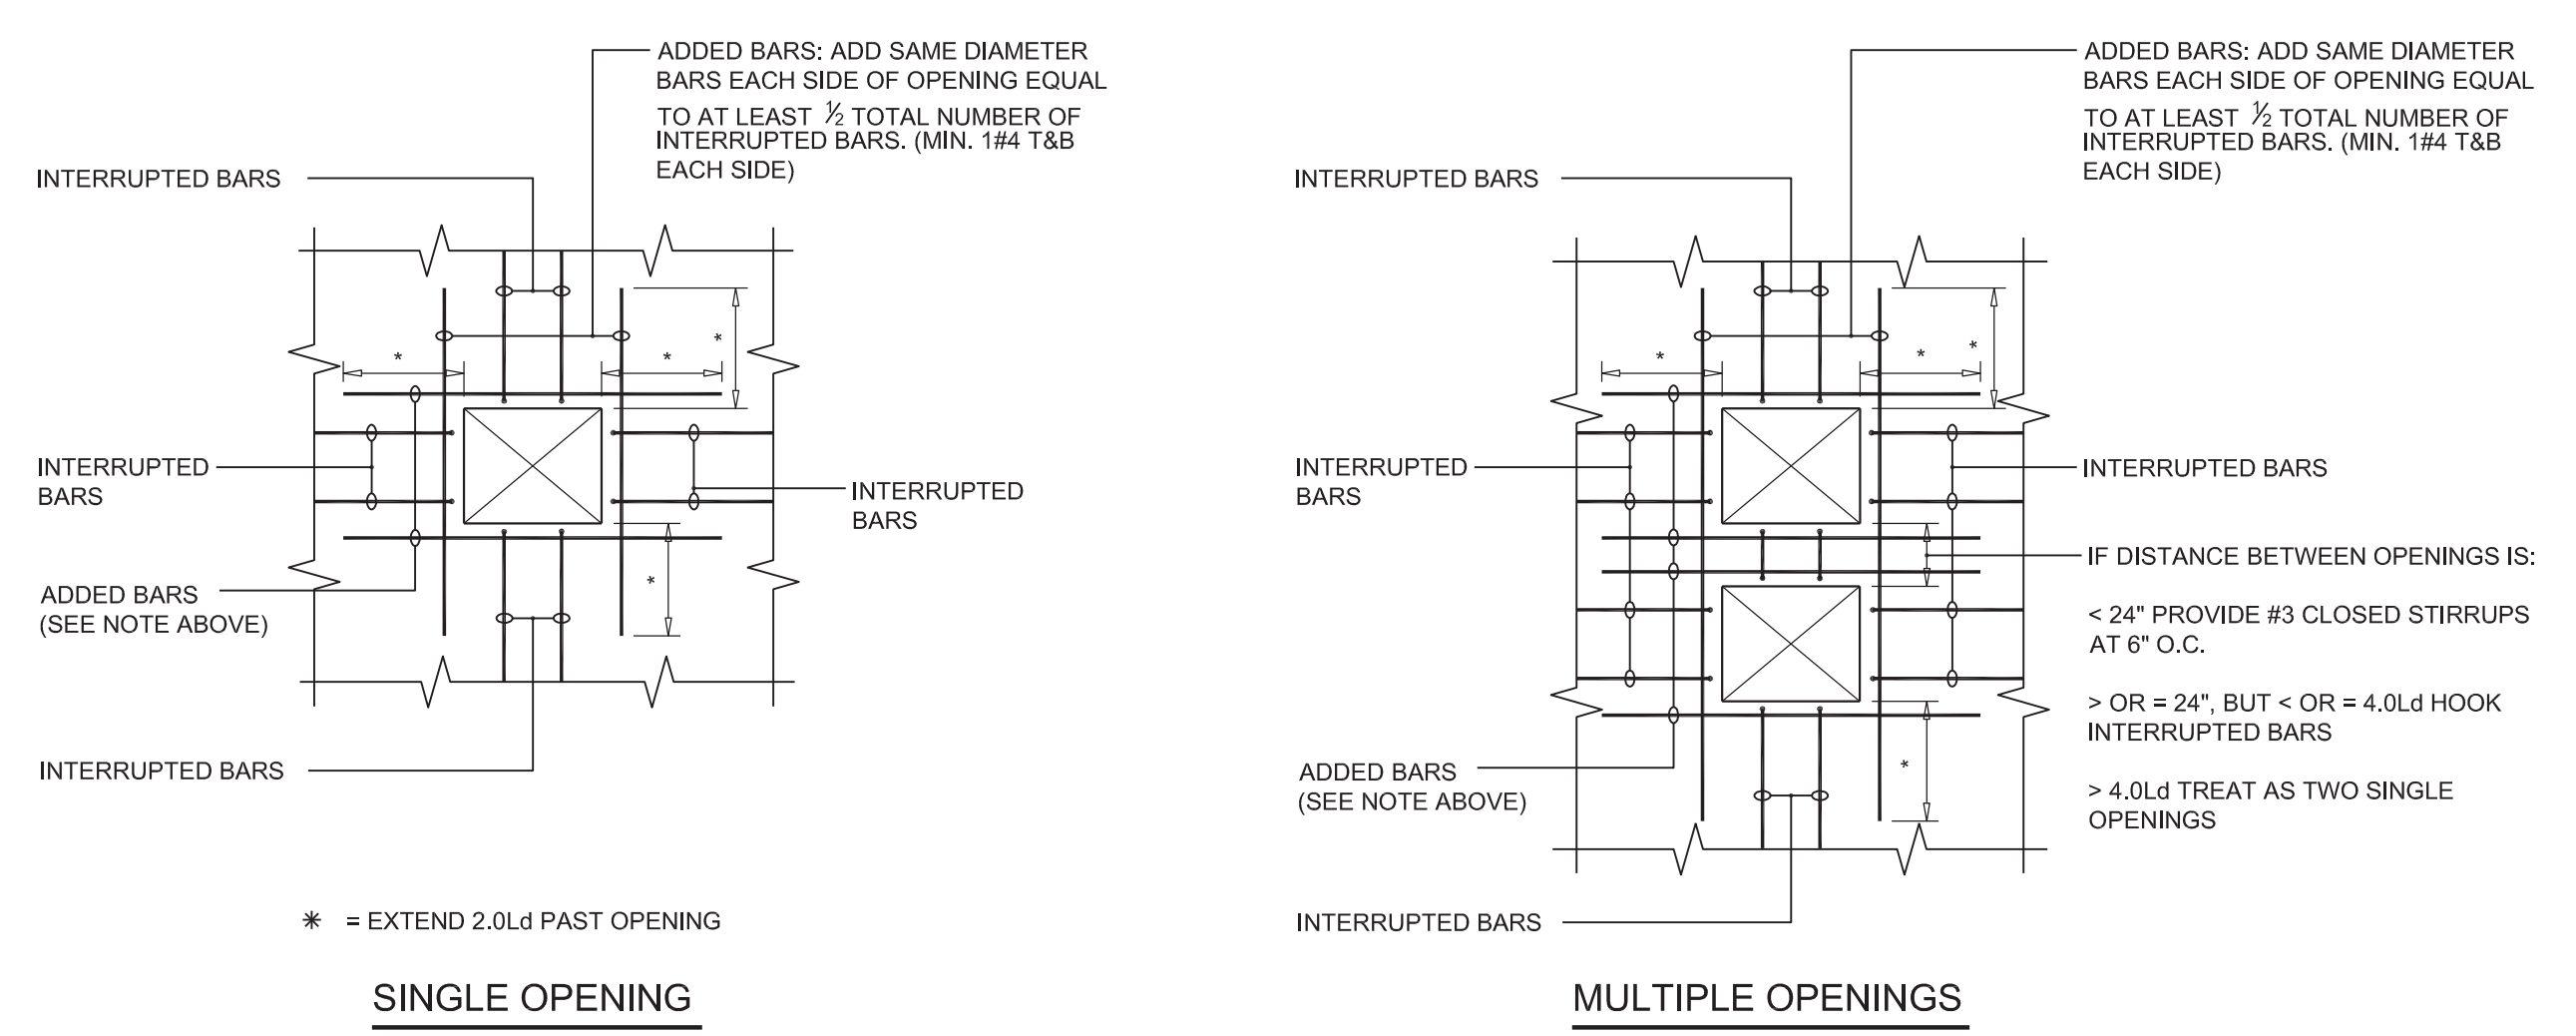 ADDED BARS: ADD SAME DIAMETER
BARS EACH SIDE OF OPENING EQUAL
TO AT LEAST ½ TOTAL NUMBER OF
INTERRUPTED BARS. (MIN. 1#4 T&B
EACH SIDE)
INTERRUPTED BARS
*
*
*
INTERRUPTED
BARS
INTERRUPTED
BARS
*
ADDED BARS
(SEE NOTE ABOVE)
INTERRUPTED BARS
* = EXTEND 2.0Ld PAST OPENING
SINGLE OPENING
ADDED BARS: ADD SAME DIAMETER
BARS EACH SIDE OF OPENING EQUAL
TO AT LEAST ½ TOTAL NUMBER OF
INTERRUPTED BARS. (MIN. 1#4 T&B
EACH SIDE)
INTERRUPTED BARS
*
*
*
INTERRUPTED
BARS
INTERRUPTED BARS
IF DISTANCE BETWEEN OPENINGS IS:
< 24" PROVIDE #3 CLOSED STIRRUPS
AT 6" O.C.
> OR = 24", BUT < OR = 4.0Ld HOOK
INTERRUPTED BARS
> 4.0Ld TREAT AS TWO SINGLE
OPENINGS
*
ADDED BARS
(SEE NOTE ABOVE)
INTERRUPTED BARS
MULTIPLE OPENINGS